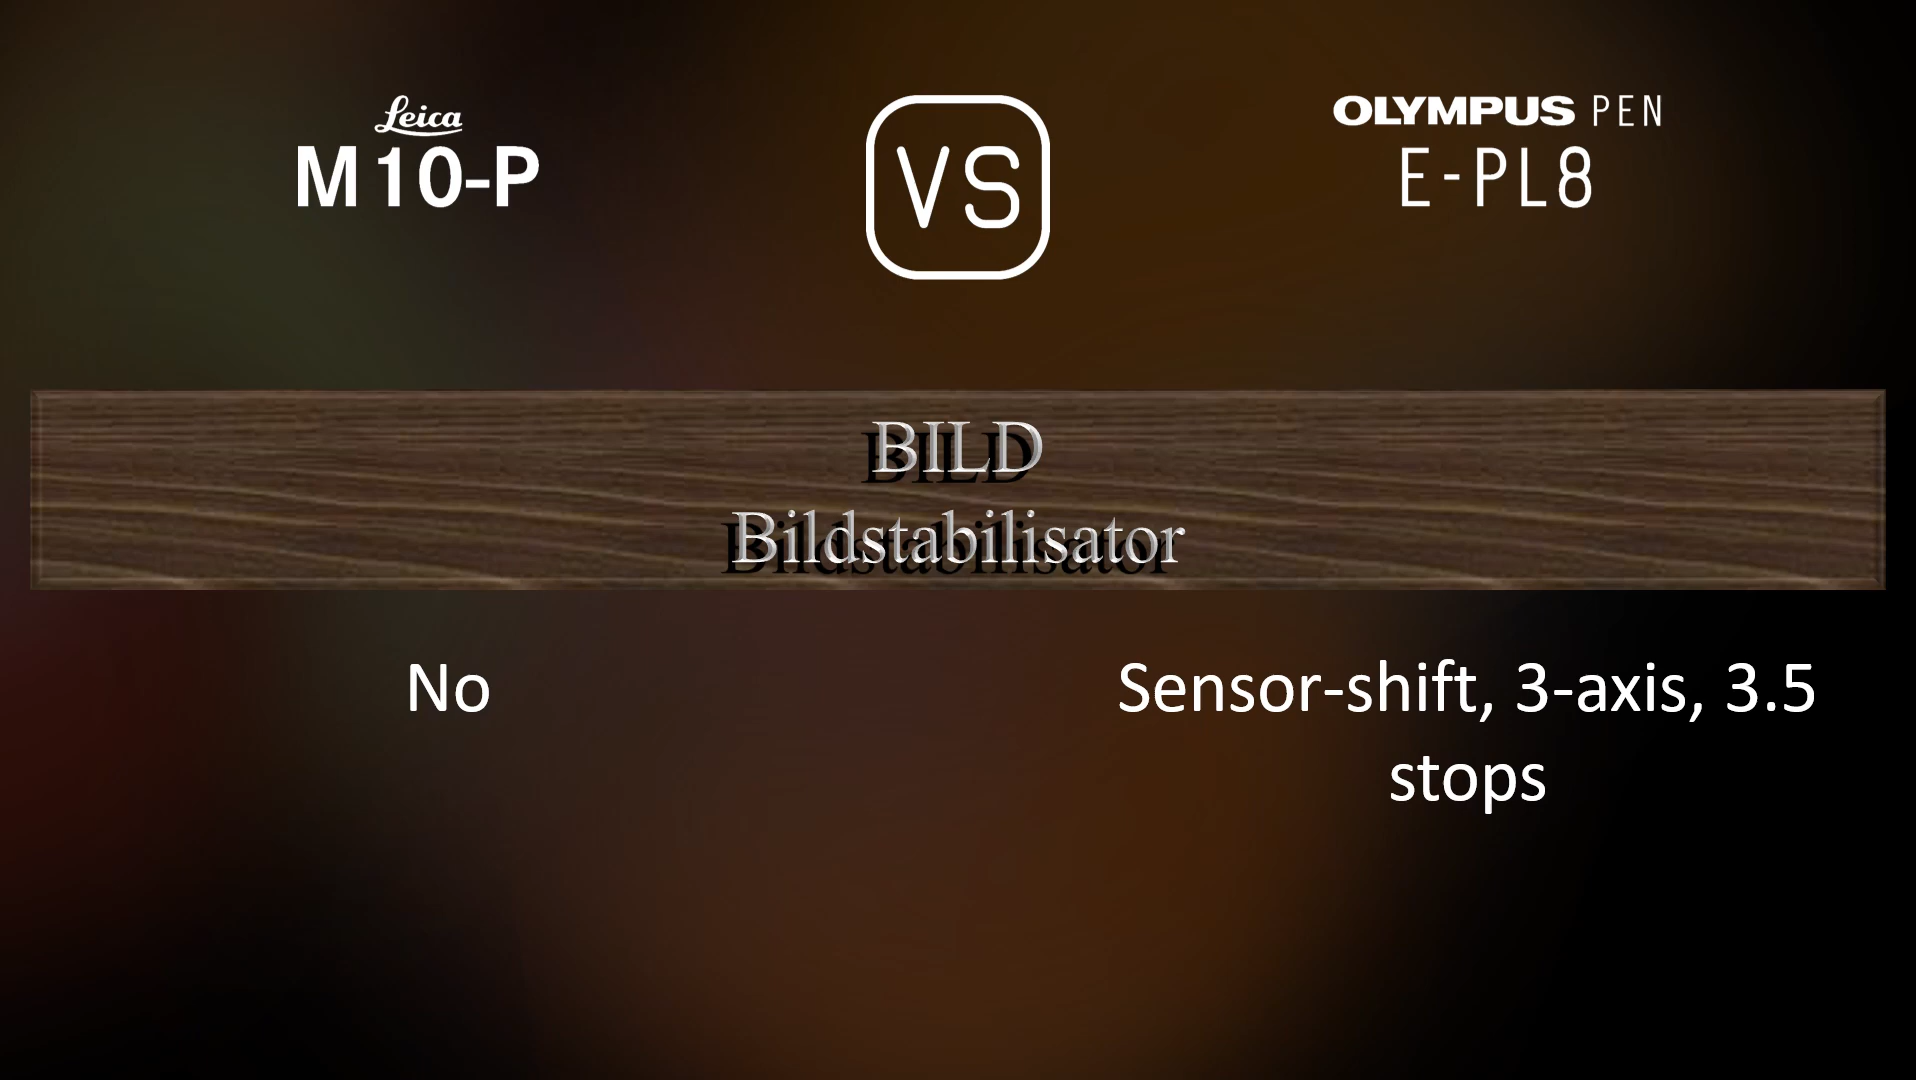 Leica
M10-P
VS
OLYMPUS PEN
E-PL8
BILD
Bildstabilisator
No
Sensor-shift, 3-axis, 3.5
stops